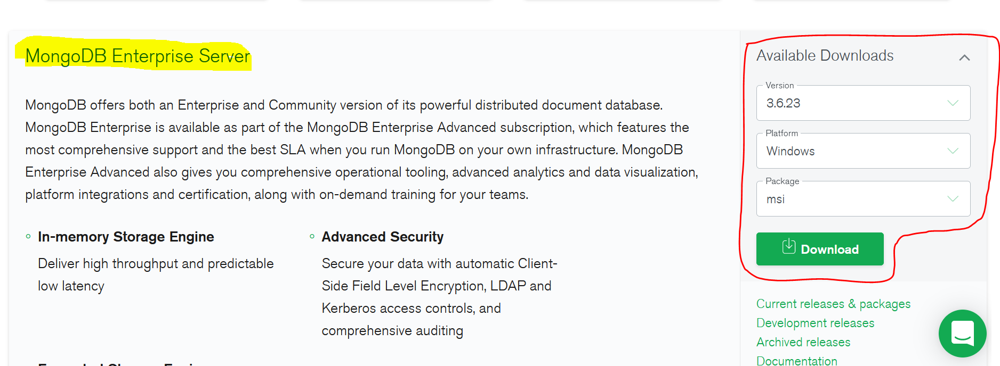 MongoDB Enterprise Server
MongoDB offers both an Enterprise and Community version of its powerful distributed document database.
MongoDB Enterprise is available as part of the MongoDB Enterprise Advanced subscription, which features the
most comprehensive support and the best SLA when you run MongoDB on your own infrastructure. MongoDB
Enterprise Advanced also gives you comprehensive operational tooling, advanced analytics and data visualization,
platform integrations and certification, along with on-demand training for your teams.
In-memory Storage Engine
Deliver high throughput and predictable
low latency
Advanced Security
Secure your data with automatic Client-
Side Field Level Encryption, LDAP and
Kerberos access controls, and
comprehensive auditing
Available Downloads
Version
3.6.23
Platform
Windows
Package
msi
Download
Current releases & packages
Development releases
Archived releases
Documentation